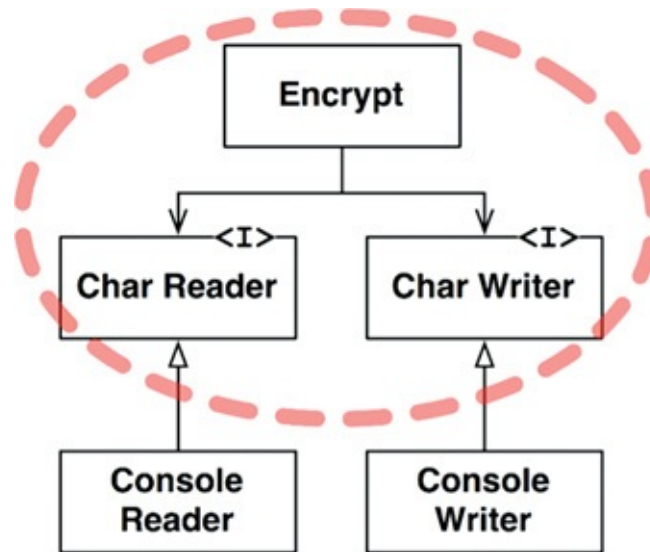 Encrypt
<I>
<I>
Char Reader
Char Writer
Console
Reader
Console
Writer